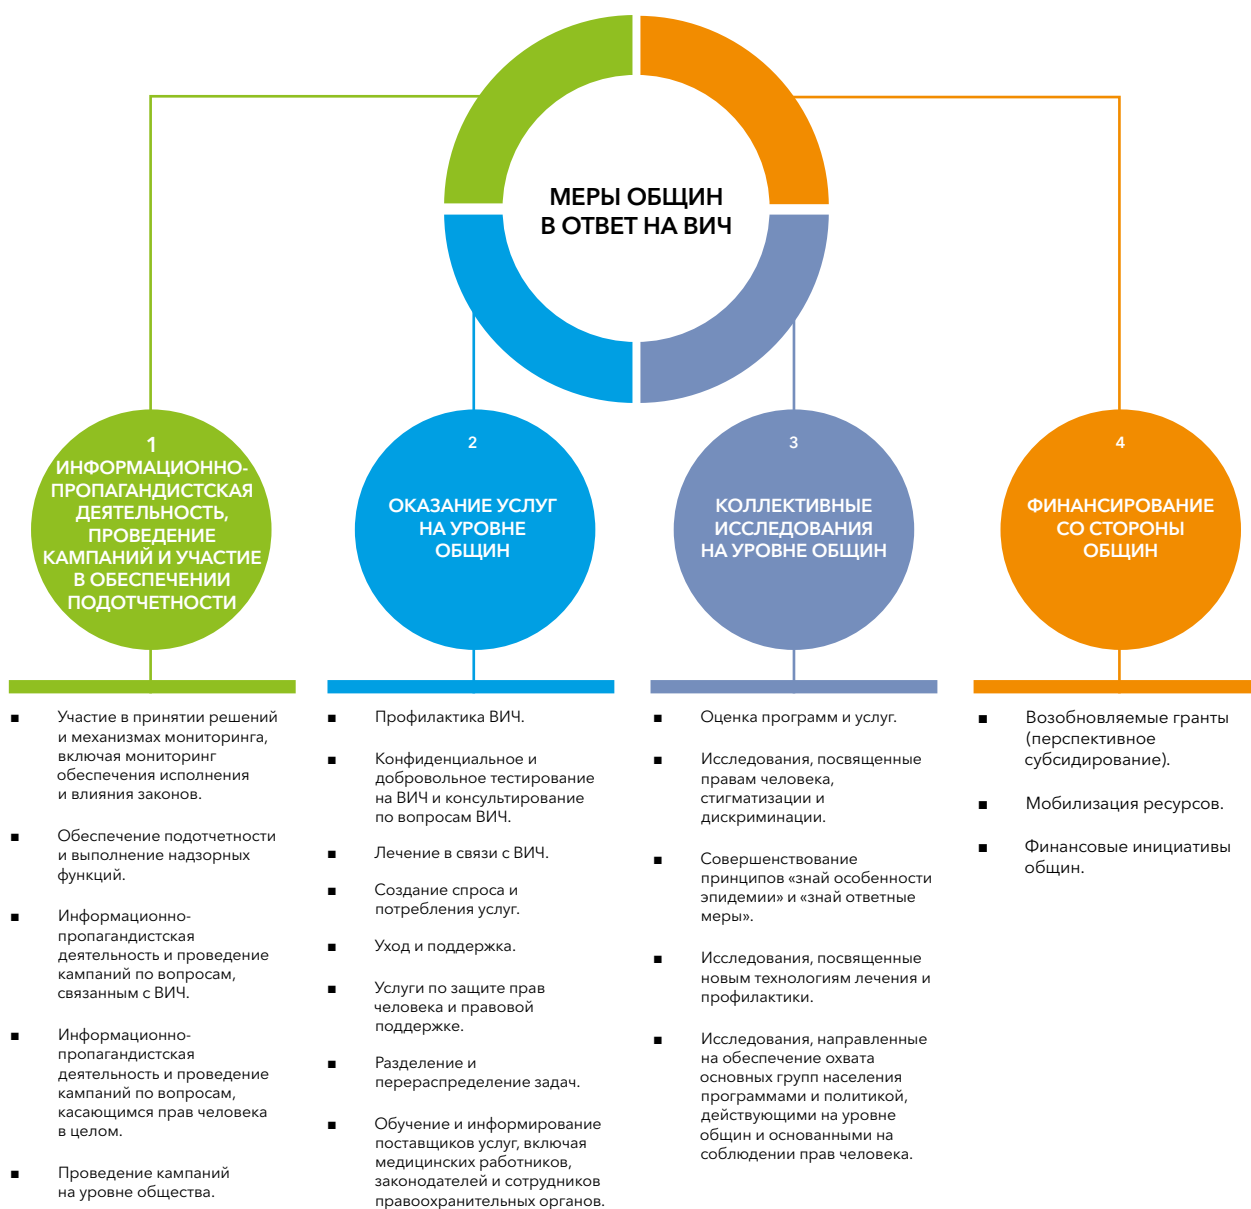 МЕРЫ ОБЩИН
В ОТВЕТ НА ВИЧ
1
ИНФОРМАЦИОННО-
ПРОПАГАНДИСТСКАЯ
ДЕЯТЕЛЬНОСТЬ,
ПРОВЕДЕНИЕ
КАМПАНИЙ И УЧАСТИЕ
В ОБЕСПЕЧЕНИИ
ПОДОТЧЕТНОСТИ
■ Участие в принятии решений
и механизмах мониторинга,
включая мониторинг
обеспечения исполнения
и влияния законов.
■ Обеспечение подотчетности
и выполнение надзорных
функций.
■ Информационно-
пропагандистская
деятельность и проведение
кампаний по вопросам,
связанным с ВИЧ.
■ Информационно-
пропагандистская
деятельность и проведение
кампаний по вопросам,
касающимся прав человека
в целом.
■ Проведение кампаний
на уровне общества.
2
ОКАЗАНИЕ УСЛУГ
НА УРОВНЕ
ОБЩИН
■ Профилактика ВИЧ.
■ Конфиденциальное и
добровольное тестирование
на ВИЧ и консультирование
по вопросам ВИЧ.
■ Лечение в связи с ВИЧ.
■ Создание спроса и
потребления услуг.
■ Уход и поддержка.
■ Услуги по защите прав
человека и правовой
поддержке.
■ Разделение и
перераспределение задач.
■ Обучение и информирование
поставщиков услуг, включая
медицинских работников,
законодателей и сотрудников
правоохранительных органов.
3
КОЛЛЕКТИВНЫЕ
ИССЛЕДОВАНИЯ
НА УРОВНЕ ОБЩИН
■ Оценка программ и услуг.
■ Исследования, посвященные
правам человека,
стигматизации и
дискриминации.
■ Совершенствование
принципов «знай особенности
эпидемии» и «знай ответные
меры».
■ Исследования, посвященные
новым технологиям лечения и
профилактики.
■ Исследования, направленные
на обеспечение охвата
основных групп населения
программами и политикой,
действующими на уровне
общин и основанными на
соблюдении прав человека.
4
ФИНАНСИРОВАНИЕ
СО СТОРОНЫ
ОБЩИН
■ Возобновляемые гранты
(перспективное
субсидирование).
■ Мобилизация ресурсов.
■ Финансовые инициативы
общин.